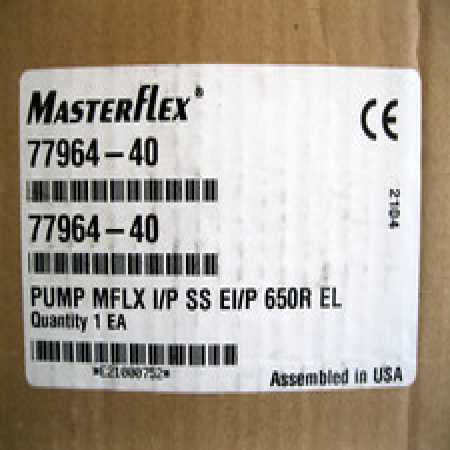 MASTERFLEX®
CE
77964-40
2104
77964-40
PUMP MFLX I/P SS EI/P 650R EL
Quantity 1 EA
*C21000752*
Assembled in USA